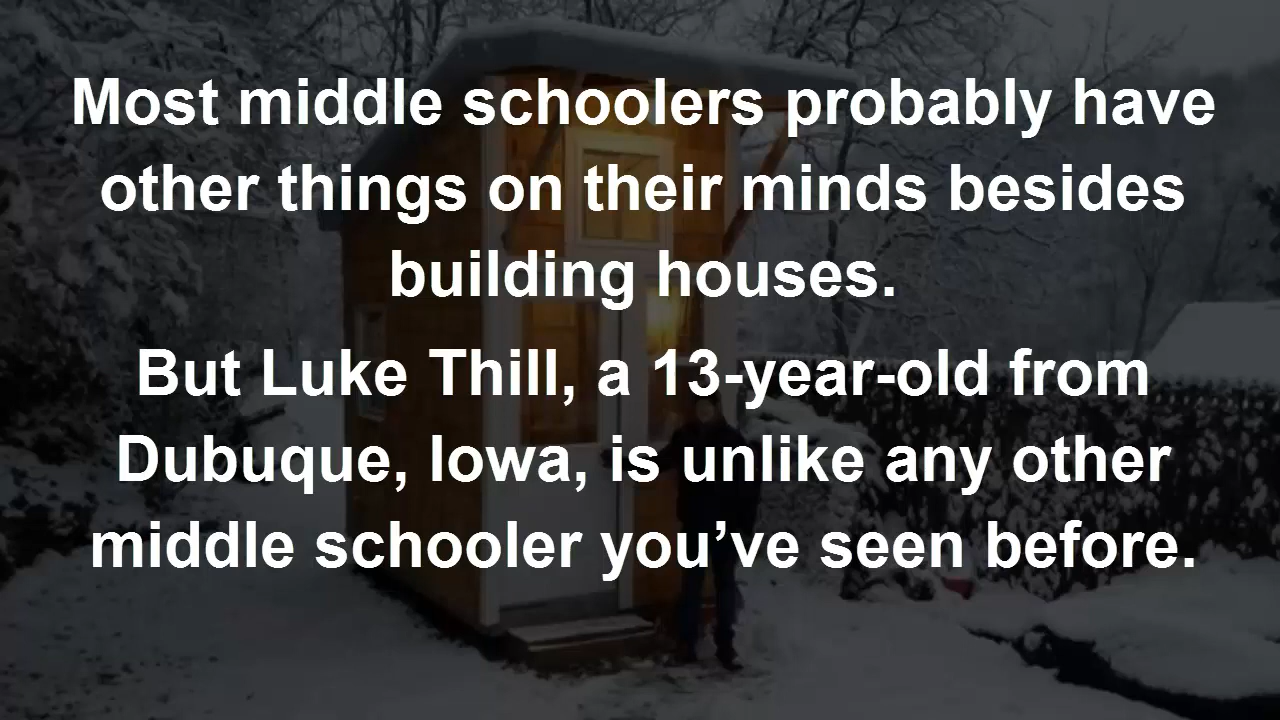 Most middle schoolers probably have
other things on their minds besides
building houses.
But Luke Thill, a 13-year-old from
Dubuque, Iowa, is unlike any other
middle schooler you’ve seen before.